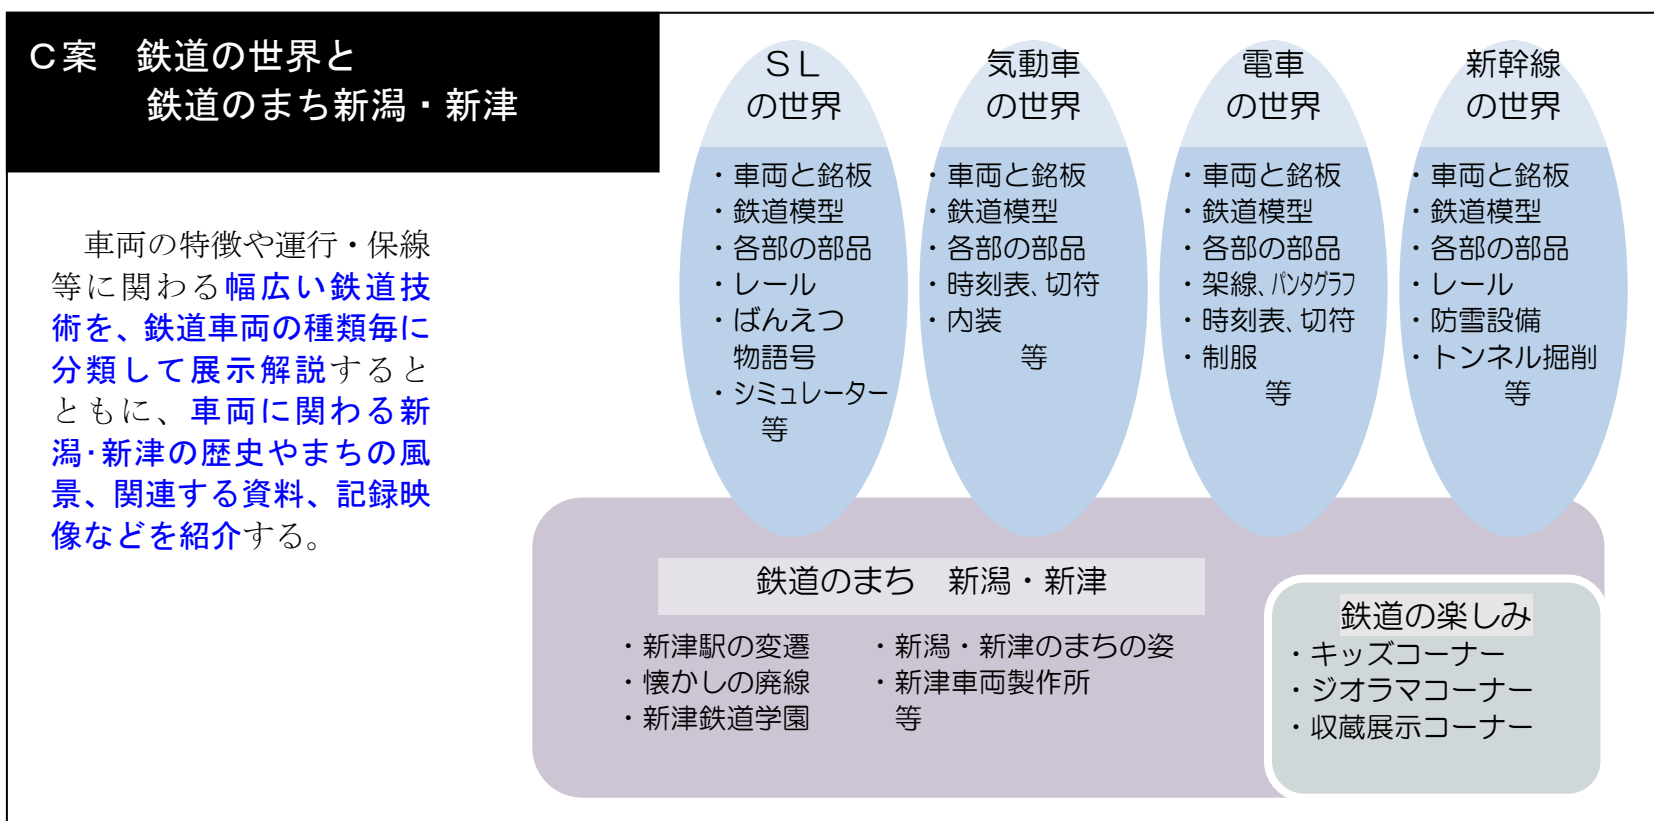 C案　鉄道の世界と
鉄道のまち新潟・新津
車両の特徴や運行・保線
等に関わる幅広い鉄道技
術を、鉄道車両の種類毎に
分類して展示解説すると
ともに、車両に関わる新
潟・新津の歴史やまちの風
景、関連する資料、記録映
像などを紹介する。
ＳＬ
の世界
・車両と銘板
・鉄道模型
・各部の部品
・レール
・ばんえつ
物語号
・シミュレーター
等
気動車
の世界
・車両と銘板
・鉄道模型
・各部の部品
・時刻表、切符
・内装
等
電車
の世界
・車両と銘板
・鉄道模型
・各部の部品
・架線、パンタグラフ
・時刻表、切符
・制服
等
新幹線
の世界
・車両と銘板
・鉄道模型
・各部の部品
・レール
・防雪設備
・トンネル掘削
等
鉄道のまち　新潟・新津
・新津駅の変遷
・懐かしの廃線
・新津鉄道学園
・新潟・新津のまちの姿
・新津車両製作所
等
鉄道の楽しみ
・キッズコーナー
・ジオラマコーナー
・収蔵展示コーナー